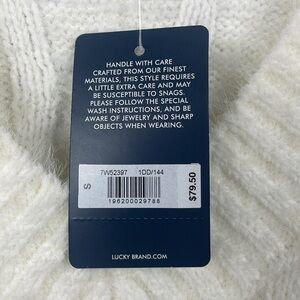 HANDLE WITH CARE
CRAFTED FROM OUR FINEST
MATERIALS, THIS STYLE REQUIRES
A LITTLE EXTRA CARE AND MAY
BE SUSCEPTIBLE TO SNAGS.
PLEASE FOLLOW THE SPECIAL
WASH INSTRUCTIONS, AND BE
AWARE OF JEWELRY AND SHARP
OBJECTS WHEN WEARING.
7W52397 1DD/144
S
196200029788
$79.50
LUCKY BRAND.COM